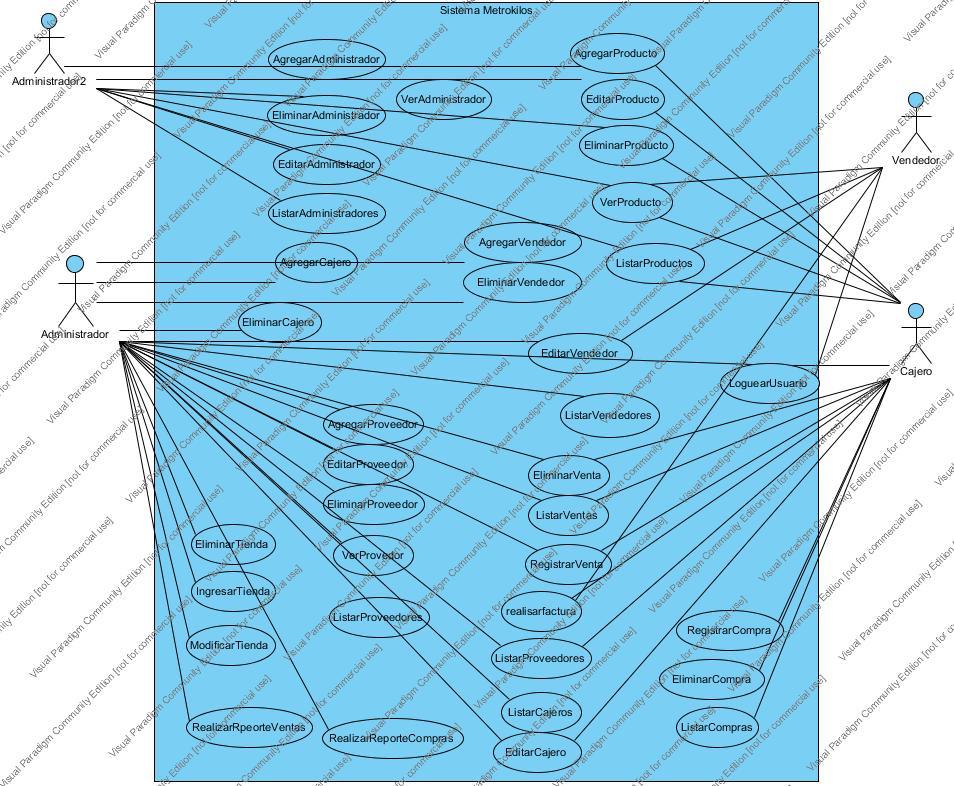 Sistema Metrokilos
AgregarAdministrador
AgregarProducto
Administrador2
VerAdministrador
EditarProducto
EliminarAdministrador
EliminarProducto
Vendedor
EditarAdministrador
VerProducto
ListarAdministradores
AgregarVendedor
AgregarCajero
ListarProductos
EliminarVendedor
EliminarCajero
Administrador
EditarVendedor
Cajero
LoguearUsuario
ListarVendedores
AgregarProveedor
EditarProveedor
EliminarVenta
EliminarProveedor
ListarVentas
EliminarTienda
VerProvedor
RegistrarVenta
IngresarTienda
realisarfactura
ListarProveedores
RegistrarCompra
ModificarTienda
ListarProveedores
EliminarCompra
ListarCajeros
RealizarRpeorteVentas
ListarCompras
RealizarReporteCompras
EditarCajero
Visual Paradigm Community Edition [not for commercial use]